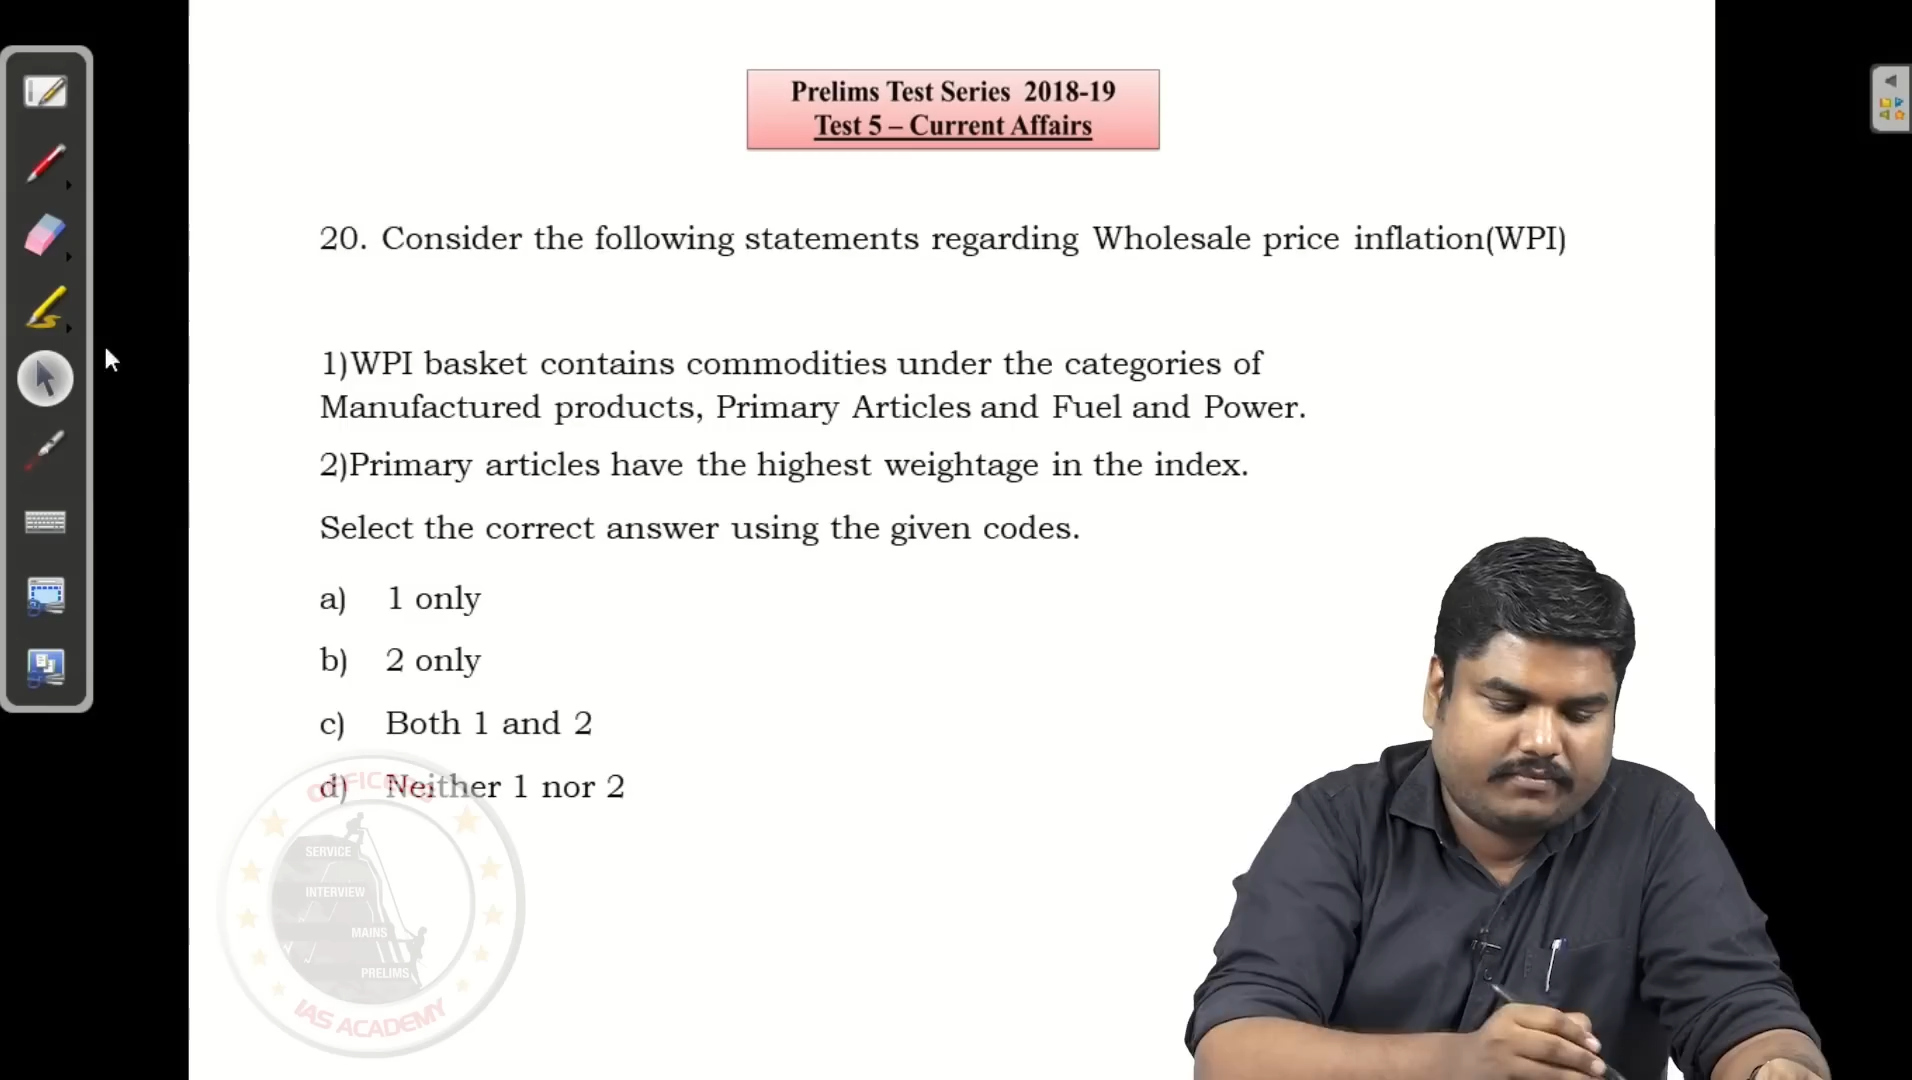 Prelims Test Series 2018-19
Test 5 – Current Affairs
20. Consider the following statements regarding Wholesale price inflation(WPI)
1)WPI basket contains commodities under the categories of
Manufactured products, Primary Articles and Fuel and Power.
2)Primary articles have the highest weightage in the index.
Select the correct answer using the given codes.
a) 1 only
b) 2 only
c) Both 1 and 2
d) Neither 1 nor 2
OFFICERS
SERVICE
INTERVIEW
MAINS
PRELIMS
IAS ACADEMY